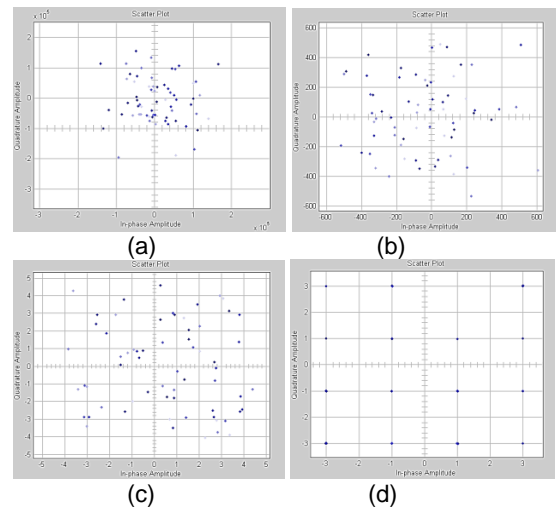 Scatter Plot
x 10⁵
Quadrature Amplitude
2
1
0
-1
-2
-3
-3 -2 -1 0 1 2 3
In-phase Amplitude
x 10⁵
(a)
Scatter Plot
Quadrature Amplitude
600
400
200
0
-200
-400
-600
-600 -400 -200 0 200 400 600
In-phase Amplitude
(b)
Scatter Plot
Quadrature Amplitude
5
4
3
2
1
0
-1
-2
-3
-4
-5
-5 -4 -3 -2 -1 0 1 2 3 4 5
In-phase Amplitude
(c)
Scatter Plot
Quadrature Amplitude
3
2
1
0
-1
-2
-3
-3 -2 -1 0 1 2 3
In-phase Amplitude
(d)